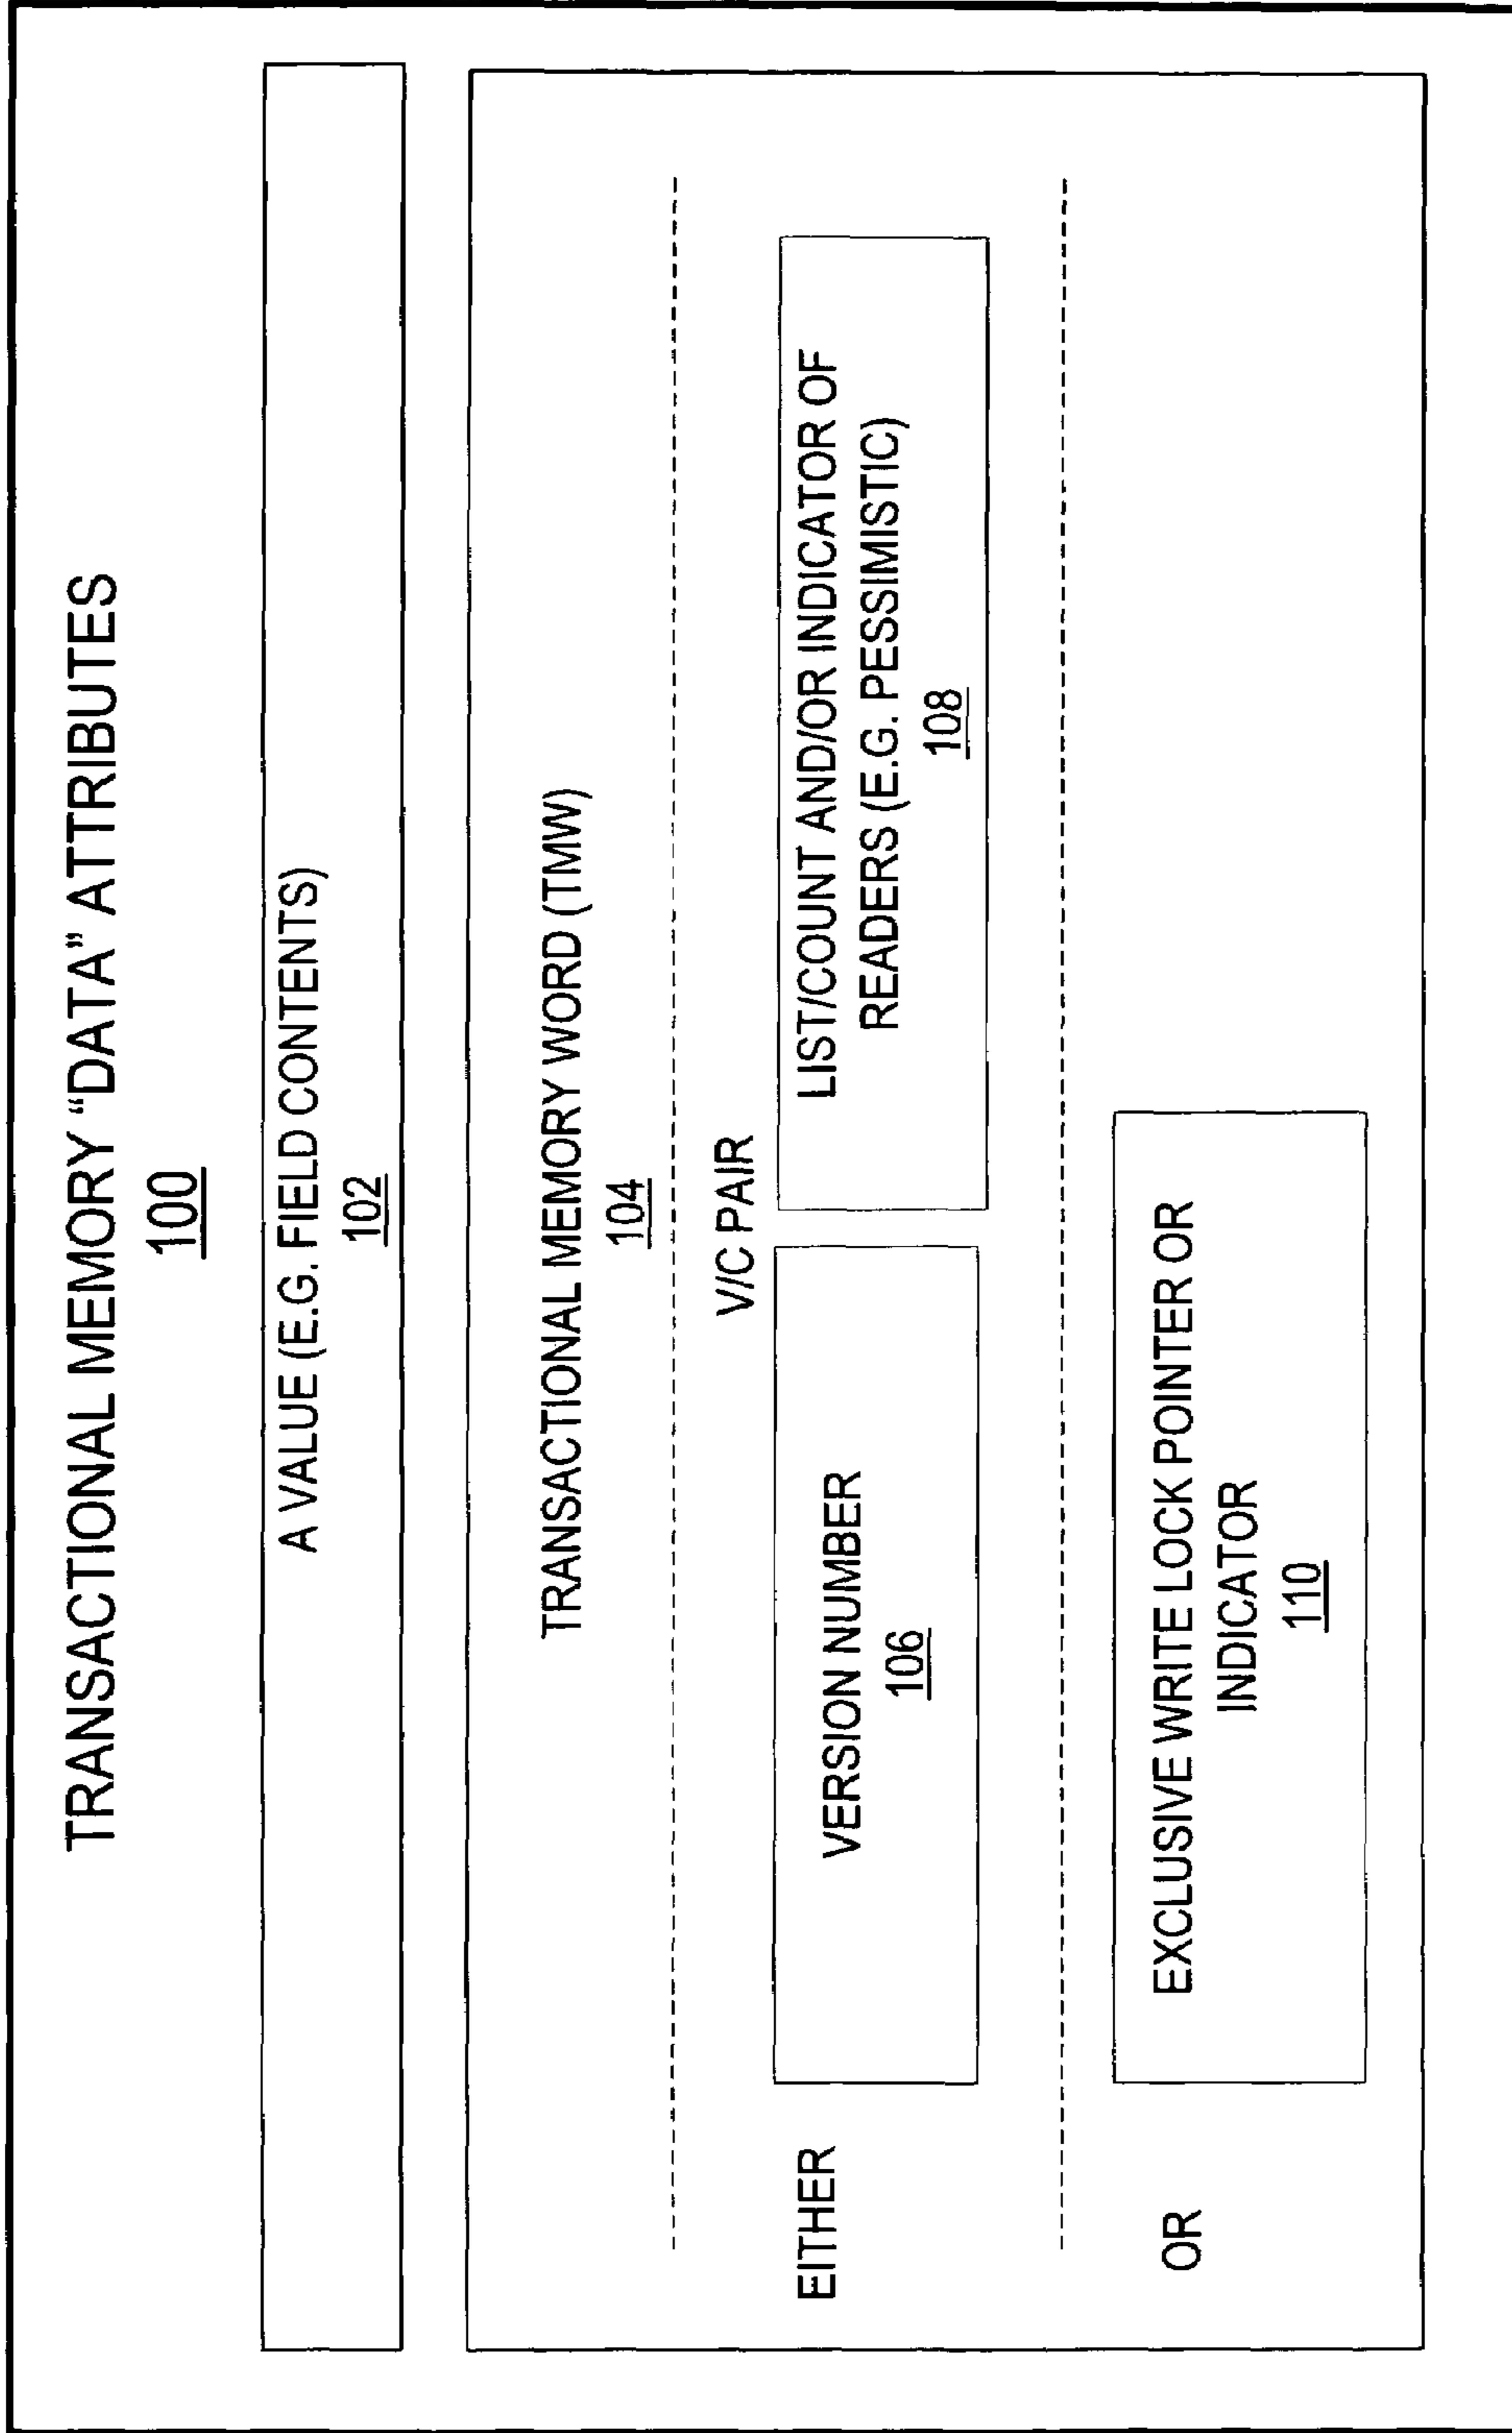 TRANSACTIONAL MEMORY “DATA” ATTRIBUTES
100
A VALUE (E.G. FIELD CONTENTS)
102
TRANSACTIONAL MEMORY WORD (TMW)
104
V/C PAIR
EITHER
VERSION NUMBER
106
LIST/COUNT AND/OR INDICATOR OF
READERS (E.G. PESSIMISTIC)
108
OR
EXCLUSIVE WRITE LOCK POINTER OR
INDICATOR
110